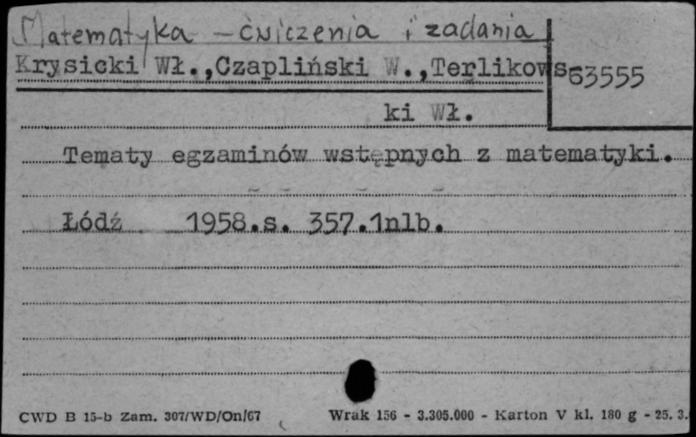 Matematyka - ćwiczenia i zadania
Krysicki Wł.,Czapliński W.,Terlikows-
53555
ki Wł.
Tematy egzaminów wstępnych z matematyki.
Łódź 1958.s. 357.1nlb.
CWD B 15-b Zam. 307/WD/On/67 Wrak 156 - 3.305.000 - Karton V kl. 180 g - 25. 3.